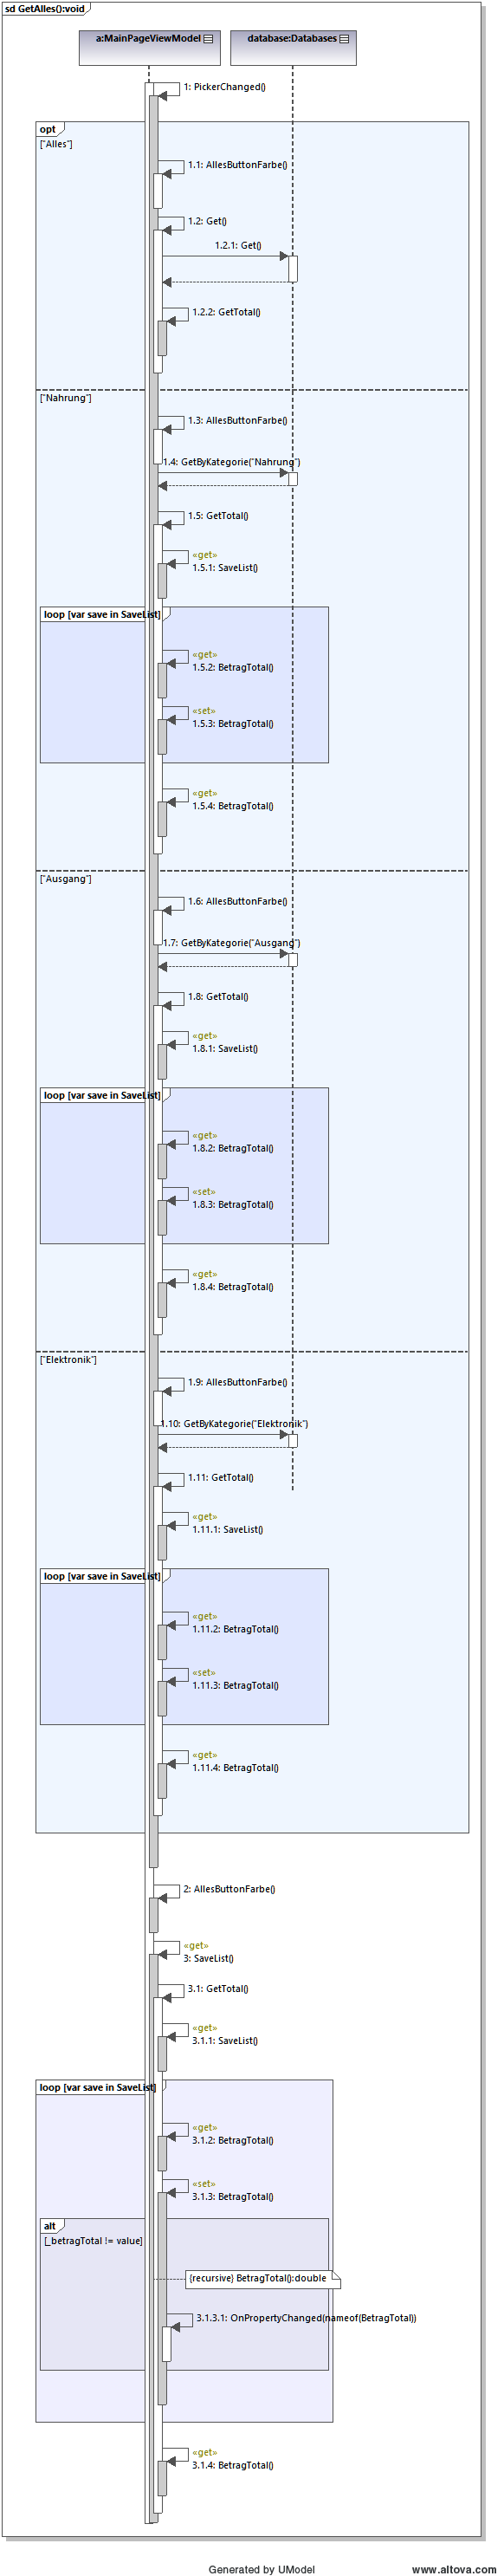 sd GetAlles():void
a:MainPageViewModel
database:Databases
1: PickerChanged()
opt
["Alles"]
1.1: AllesButtonFarbe()
1.2: Get()
1.2.1: Get()
1.2.2: GetTotal()
["Nahrung"]
1.3: AllesButtonFarbe()
1.4: GetByKategorie("Nahrung")
1.5: GetTotal()
«get»
1.5.1: SaveList()
loop [var save in SaveList]
«get»
1.5.2: BetragTotal()
«set»
1.5.3: BetragTotal()
«get»
1.5.4: BetragTotal()
["Ausgang"]
1.6: AllesButtonFarbe()
1.7: GetByKategorie("Ausgang")
1.8: GetTotal()
«get»
1.8.1: SaveList()
loop [var save in SaveList]
«get»
1.8.2: BetragTotal()
«set»
1.8.3: BetragTotal()
«get»
1.8.4: BetragTotal()
["Elektronik"]
1.9: AllesButtonFarbe()
1.10: GetByKategorie("Elektronik")
1.11: GetTotal()
«get»
1.11.1: SaveList()
loop [var save in SaveList]
«get»
1.11.2: BetragTotal()
«set»
1.11.3: BetragTotal()
«get»
1.11.4: BetragTotal()
2: AllesButtonFarbe()
«get»
3: SaveList()
3.1: GetTotal()
«get»
3.1.1: SaveList()
loop [var save in SaveList]
«get»
3.1.2: BetragTotal()
«set»
3.1.3: BetragTotal()
alt
[_betragTotal != value]
{recursive} BetragTotal():double
3.1.3.1: OnPropertyChanged(nameof(BetragTotal))
«get»
3.1.4: BetragTotal()
Generated by UModel
www.altova.com